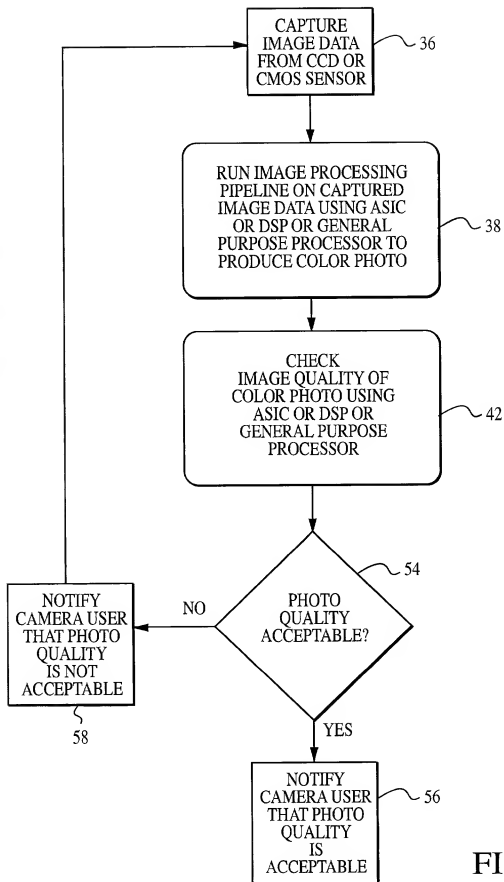 CAPTURE
IMAGE DATA
FROM CCD OR
CMOS SENSOR
36
RUN IMAGE PROCESSING
PIPELINE ON CAPTURED
IMAGE DATA USING ASIC
OR DSP OR GENERAL
PURPOSE PROCESSOR TO
PRODUCE COLOR PHOTO
38
CHECK
IMAGE QUALITY OF
COLOR PHOTO USING
ASIC OR DSP OR
GENERAL PURPOSE
PROCESSOR
42
54
PHOTO
QUALITY
ACCEPTABLE?
NO
NOTIFY
CAMERA USER
THAT PHOTO
QUALITY
IS NOT
ACCEPTABLE
58
YES
NOTIFY
CAMERA USER
THAT PHOTO
QUALITY
IS
ACCEPTABLE
56
FI